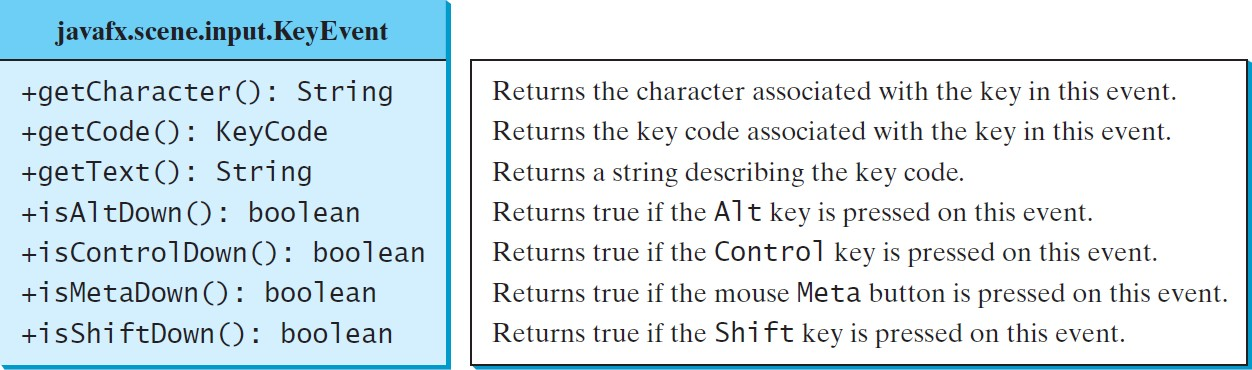 javafx.scene.input.KeyEvent
+getCharacter(): String
+getCode(): KeyCode
+getText(): String
+isAltDown(): boolean
+isControlDown(): boolean
+isMetaDown(): boolean
+isShiftDown(): boolean
Returns the character associated with the key in this event.
Returns the key code associated with the key in this event.
Returns a string describing the key code.
Returns true if the Alt key is pressed on this event.
Returns true if the Control key is pressed on this event.
Returns true if the mouse Meta button is pressed on this event.
Returns true if the Shift key is pressed on this event.